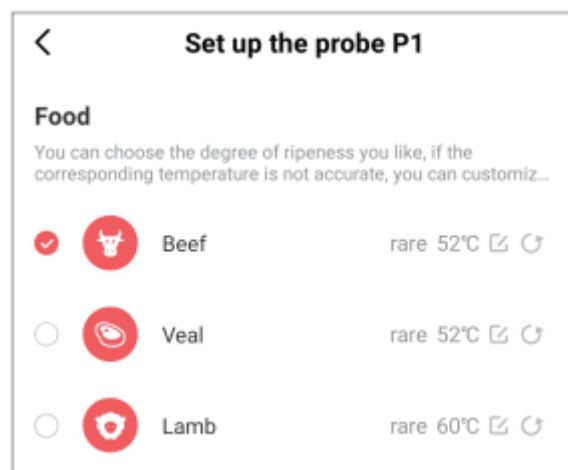 Set up the probe P1
Food
You can choose the degree of ripeness you like, if the
corresponding temperature is not accurate, you can customiz...
Beef rare 52℃
Veal rare 52℃
Lamb rare 60℃